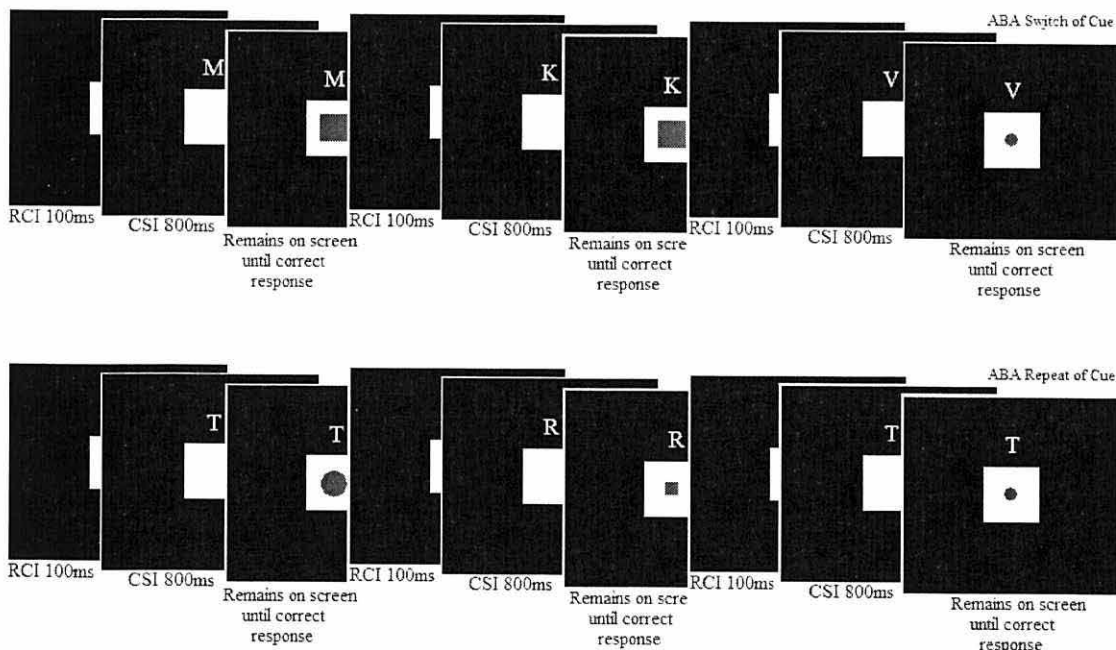 ABA Switch of Cue
M
M
K
K
V
V
RCI 100ms
CSI 800ms
Remains on screen
until correct
response
RCI 100ms
CSI 800ms
Remains on scre
until correct
response
RCI 100ms
CSI 800ms
Remains on screen
until correct
response
ABA Repeat of Cue
T
T
R
R
T
T
RCI 100ms
CSI 800ms
Remains on screen
until correct
response
RCI 100ms
CSI 800ms
Remains on scre
until correct
response
RCI 100ms
CSI 800ms
Remains on screen
until correct
response